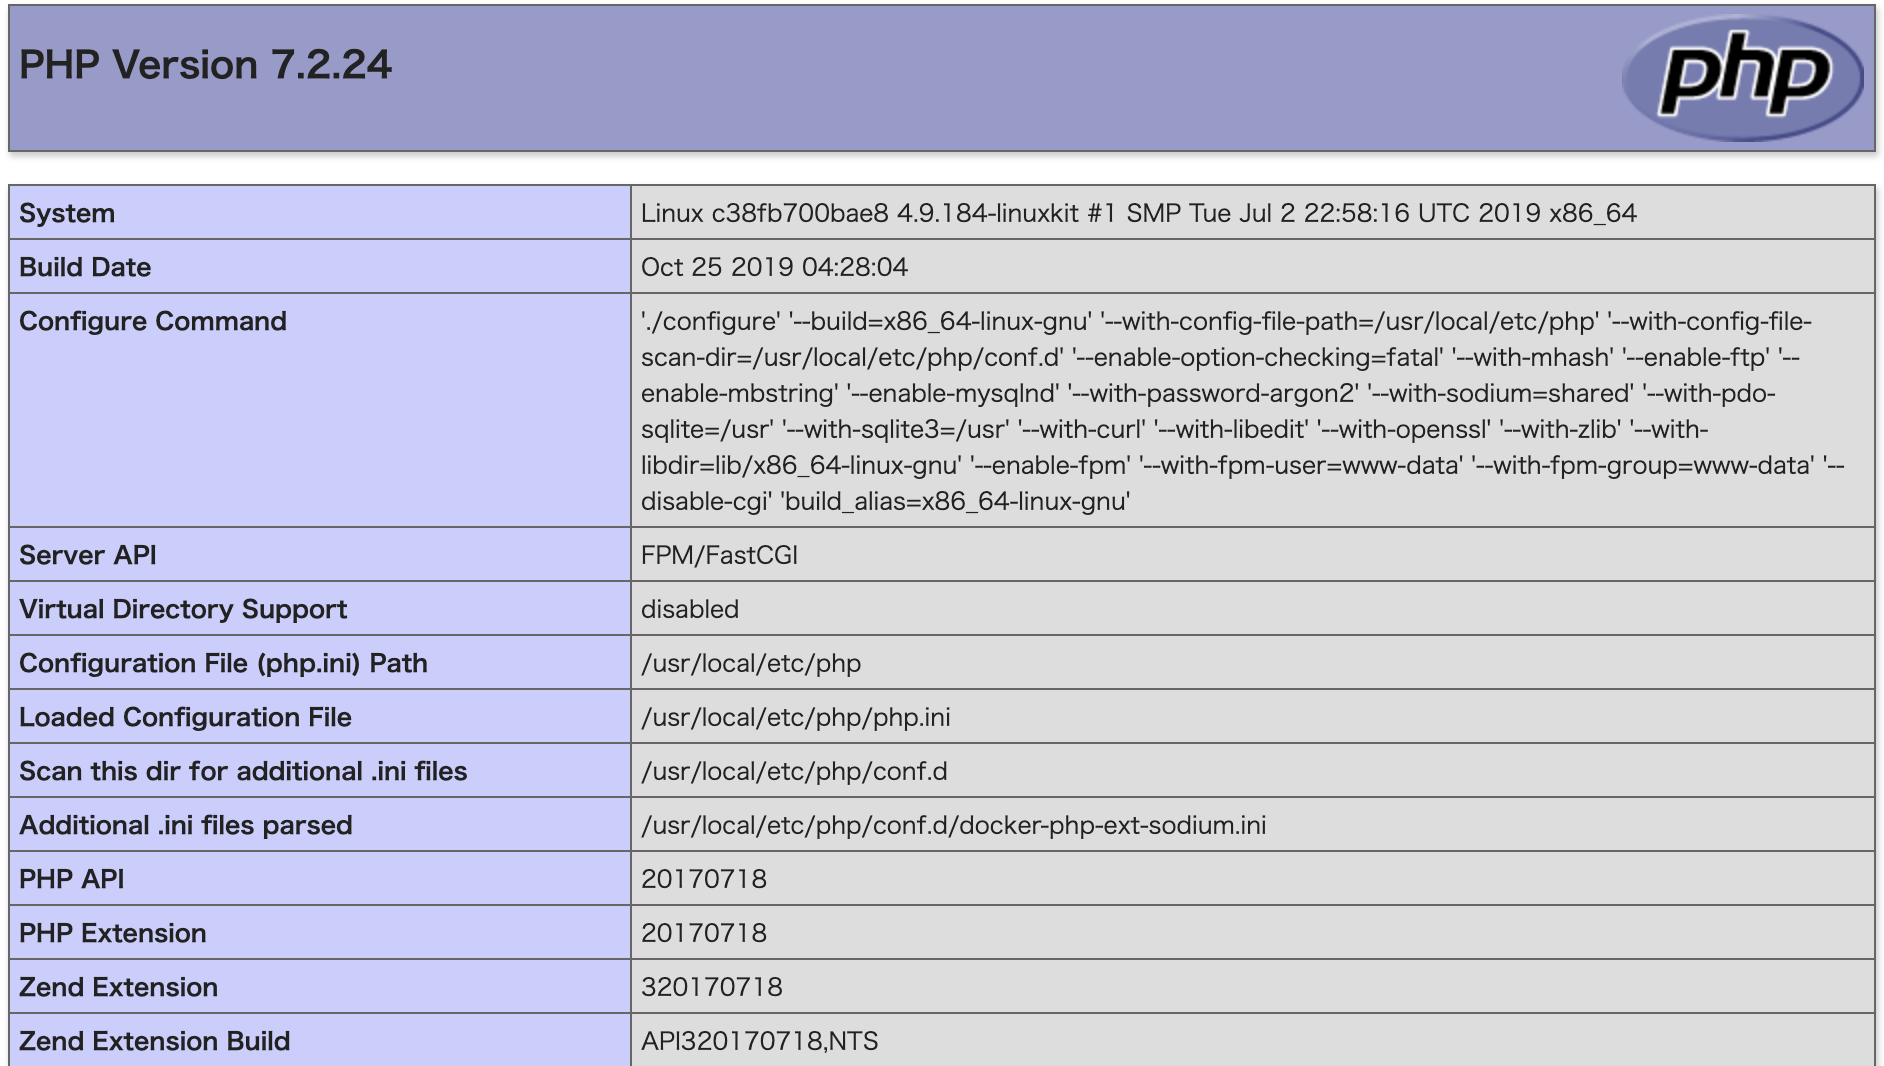 PHP Version 7.2.24
php
System
Linux c38fb700bae8 4.9.184-linuxkit #1 SMP Tue Jul 2 22:58:16 UTC 2019 x86_64
Build Date
Oct 25 2019 04:28:04
Configure Command
'./configure' '--build=x86_64-linux-gnu' '--with-config-file-path=/usr/local/etc/php' '--with-config-file-
scan-dir=/usr/local/etc/php/conf.d' '--enable-option-checking=fatal' '--with-mhash' '--enable-ftp' '--
enable-mbstring' '--enable-mysqlnd' '--with-password-argon2' '--with-sodium=shared' '--with-pdo-
sqlite=/usr' '--with-sqlite3=/usr' '--with-curl' '--with-libedit' '--with-openssl' '--with-zlib' '--with-
libdir=lib/x86_64-linux-gnu' '--enable-fpm' '--with-fpm-user=www-data' '--with-fpm-group=www-data' '--
disable-cgi' 'build_alias=x86_64-linux-gnu'
Server API
FPM/FastCGI
Virtual Directory Support
disabled
Configuration File (php.ini) Path
/usr/local/etc/php
Loaded Configuration File
/usr/local/etc/php/php.ini
Scan this dir for additional .ini files
/usr/local/etc/php/conf.d
Additional .ini files parsed
/usr/local/etc/php/conf.d/docker-php-ext-sodium.ini
PHP API
20170718
PHP Extension
20170718
Zend Extension
320170718
Zend Extension Build
API320170718,NTS